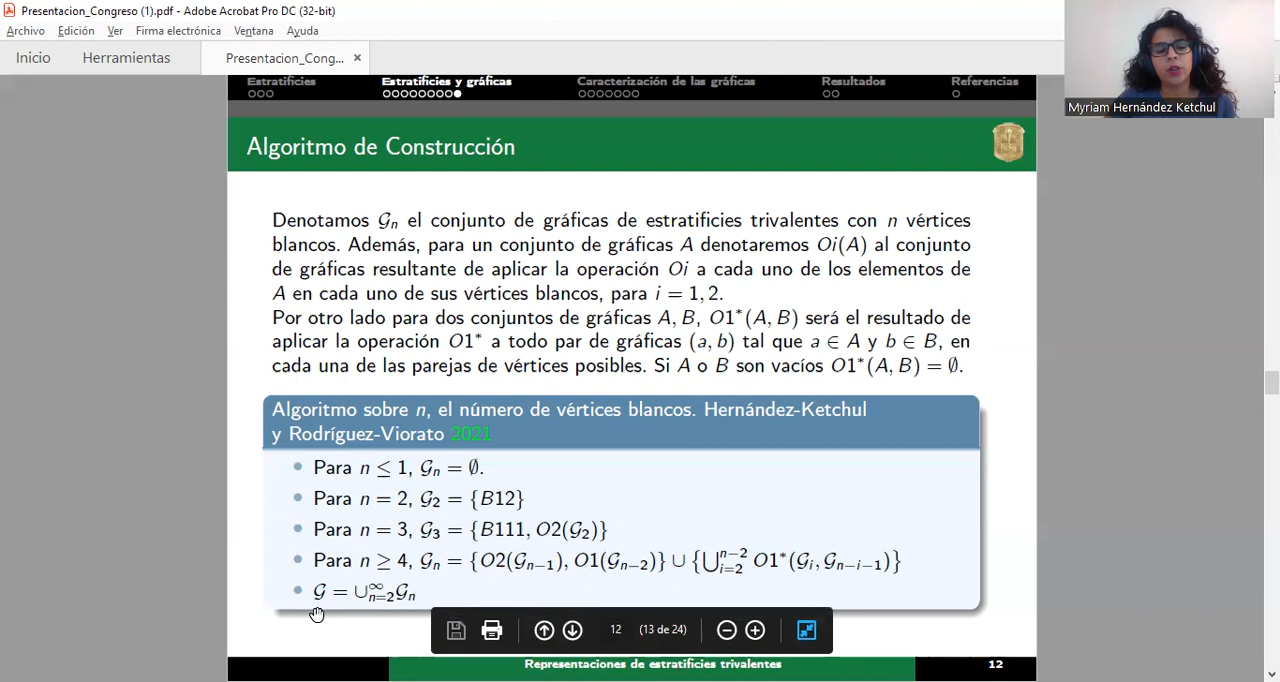 Presentacion_Congreso (1).pdf - Adobe Acrobat Pro DC (32-bit)
Archivo Edición Ver Firma electrónica Ventana Ayuda
Inicio Herramientas Presentacion_Cong... ×
Myriam Hernández Ketchul
Estratificies Estratificies y gráficas Caracterización de las gráficas Resultados Referencias
Algoritmo de Construcción
Denotamos 𝒢ₙ el conjunto de gráficas de estratificies trivalentes con n vértices
blancos. Además, para un conjunto de gráficas A denotaremos Oi(A) al conjunto
de gráficas resultante de aplicar la operación Oi a cada uno de los elementos de
A en cada uno de sus vértices blancos, para i = 1, 2.
Por otro lado para dos conjuntos de gráficas A, B, O1*(A, B) será el resultado de
aplicar la operación O1* a todo par de gráficas (a, b) tal que a ∈ A y b ∈ B, en
cada una de las parejas de vértices posibles. Si A o B son vacíos O1*(A, B) = ∅.
Algoritmo sobre n, el número de vértices blancos. Hernández-Ketchul
y Rodríguez-Viorato 2021
• Para n ≤ 1, 𝒢ₙ = ∅.
• Para n = 2, 𝒢₂ = {B12}
• Para n = 3, 𝒢₃ = {B111, O2(𝒢₂)}
• Para n ≥ 4, 𝒢ₙ = {O2(𝒢ₙ₋₁), O1(𝒢ₙ₋₂)} ∪ {⋃ᵢ₌₂ⁿ⁻² O1*(𝒢ᵢ, 𝒢ₙ₋ᵢ₋₁)}
• 𝒢 = ∪ₙ₌₂^∞ 𝒢ₙ
12 (13 de 24)
Representaciones de estratificies trivalentes 12